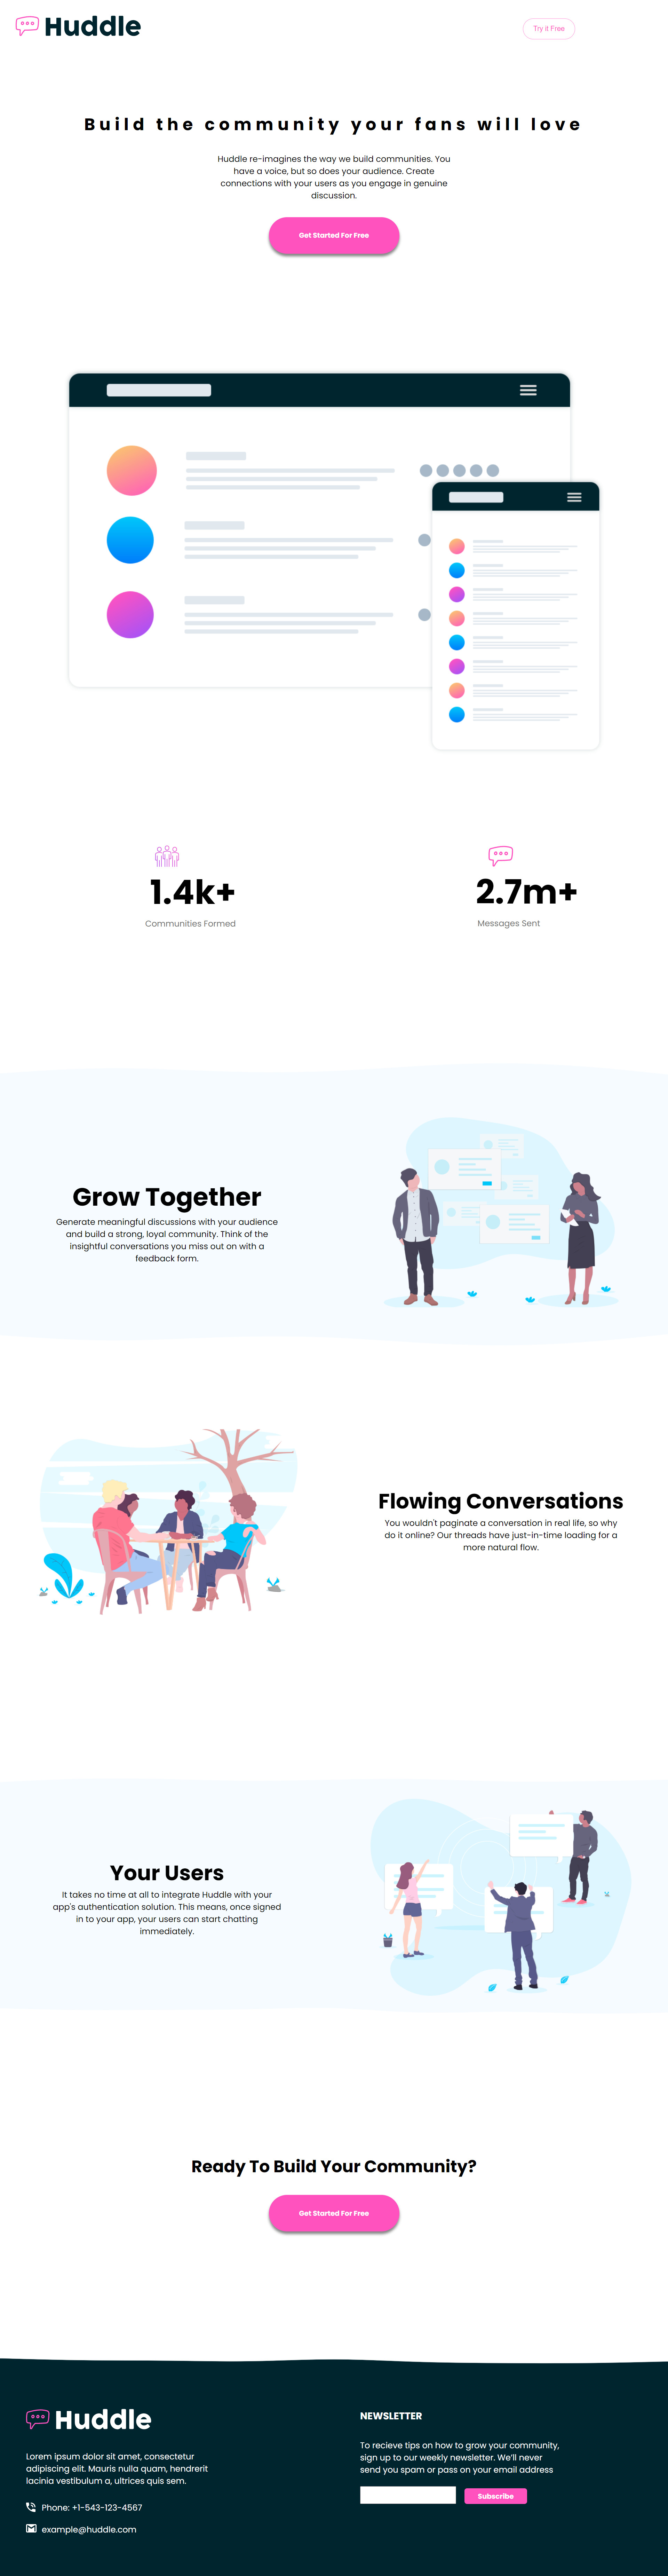 Huddle
Try it Free
Build the community your fans will love
Huddle re-imagines the way we build communities. You
have a voice, but so does your audience. Create
connections with your users as you engage in genuine
discussion.
Get Started For Free
1.4k+
Communities Formed
2.7m+
Messages Sent
Grow Together
Generate meaningful discussions with your audience
and build a strong, loyal community. Think of the
insightful conversations you miss out on with a
feedback form.
Flowing Conversations
You wouldn't paginate a conversation in real life, so why
do it online? Our threads have just-in-time loading for a
more natural flow.
Your Users
It takes no time at all to integrate Huddle with your
app's authentication solution. This means, once signed
in to your app, your users can start chatting
immediately.
Ready To Build Your Community?
Get Started For Free
Huddle
Lorem ipsum dolor sit amet, consectetur
adipiscing elit. Mauris nulla quam, hendrerit
lacinia vestibulum a, ultrices quis sem.
Phone: +1-543-123-4567
example@huddle.com
NEWSLETTER
To recieve tips on how to grow your community,
sign up to our weekly newsletter. We'll never
send you spam or pass on your email address
Subscribe